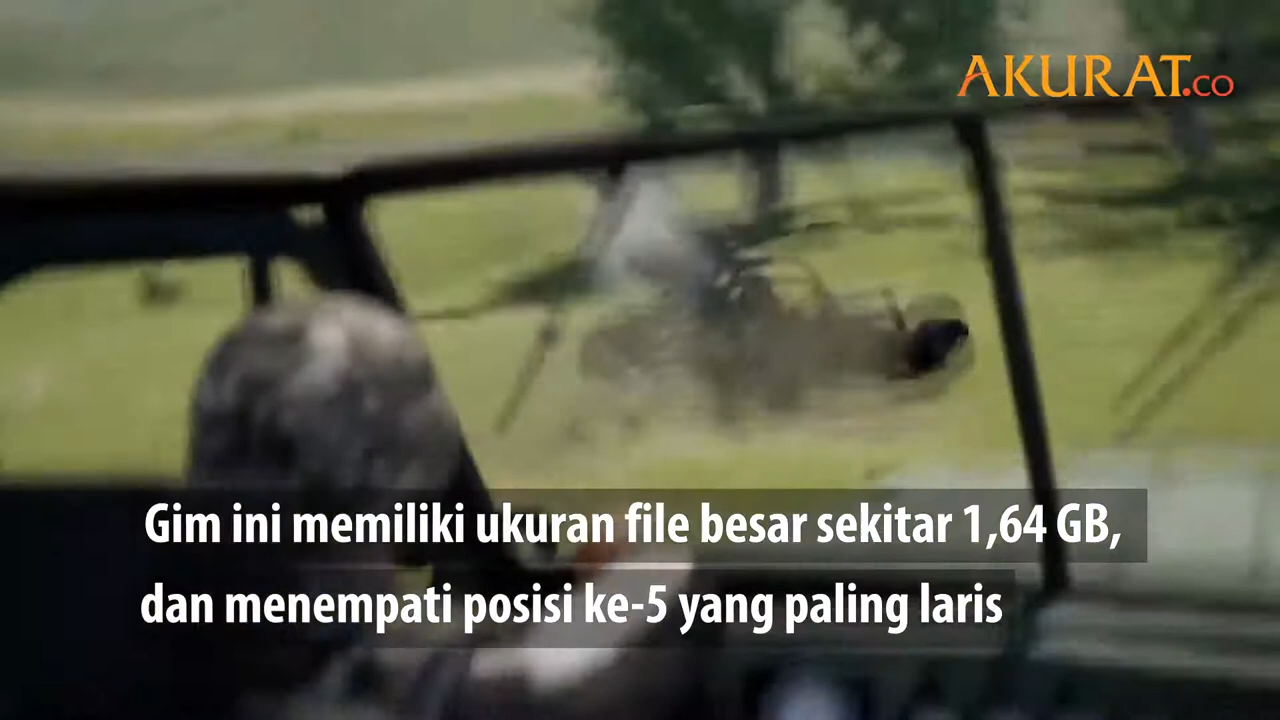 AKURAT.co
Gim ini memiliki ukuran file besar sekitar 1,64 GB,
dan menempati posisi ke-5 yang paling laris